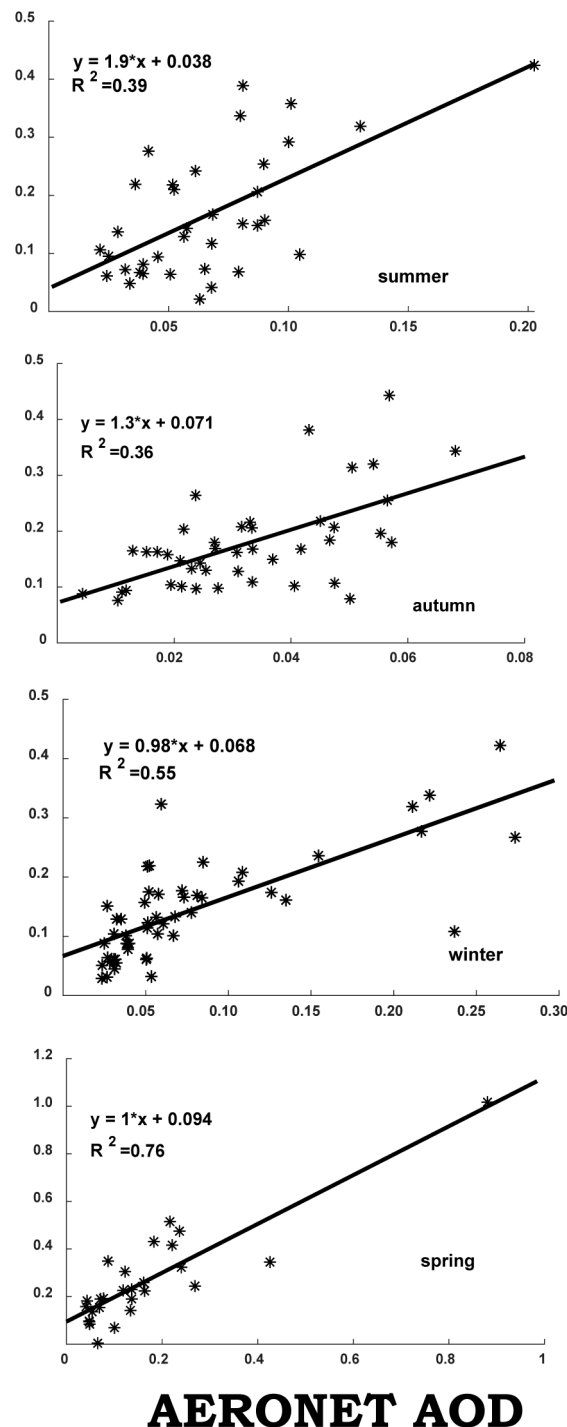 0.5
y = 1.9*x + 0.038
R 2 =0.39
0.4
0.3
0.2
0.1
summer
0
0.05 0.10 0.15 0.20
0.5
y = 1.3*x + 0.071
R 2 =0.36
0.4
0.3
0.2
0.1
autumn
0
0.02 0.04 0.06 0.08
0.5
y = 0.98*x + 0.068
R 2 =0.55
0.4
0.3
0.2
0.1
winter
0
0.05 0.10 0.15 0.20 0.25 0.30
1.2
1.0
y = 1*x + 0.094
R 2 =0.76
0.8
0.6
0.4
spring
0.2
0 0.2 0.4 0.6 0.8 1
AERONET AOD